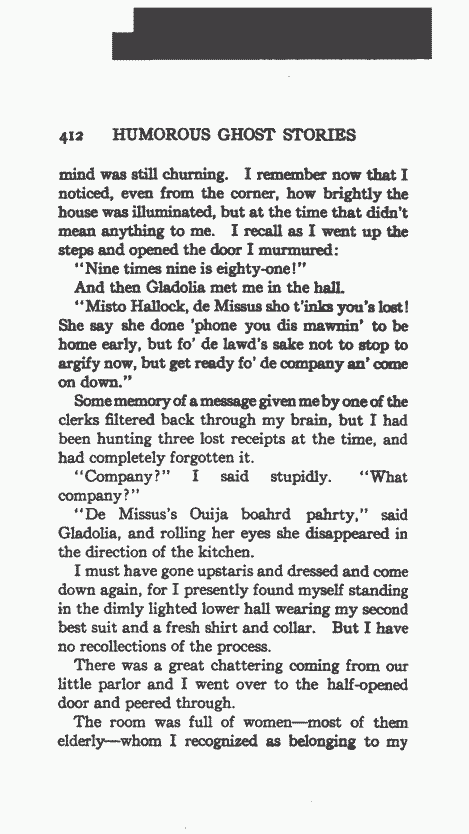 412 HUMOROUS GHOST STORIES
mind was still churning. I remember now that I
noticed, even from the corner, how brightly the
house was illuminated, but at the time that didn't
mean anything to me. I recall as I went up the
steps and opened the door I murmured:
"Nine times nine is eighty-one!"
And then Gladolia met me in the hall.
"Misto Hallock, de Missus sho t'inks you's lost!
She say she done 'phone you dis mawnin' to be
home early, but fo' de lawd's sake not to stop to
argify now, but get ready fo' de company an' come
on down."
Some memory of a message given me by one of the
clerks filtered back through my brain, but I had
been hunting three lost receipts at the time, and
had completely forgotten it.
"Company?" I said stupidly. "What
company?"
"De Missus's Ouija boahrd pahrty," said
Gladolia, and rolling her eyes she disappeared in
the direction of the kitchen.
I must have gone upstaris and dressed and come
down again, for I presently found myself standing
in the dimly lighted lower hall wearing my second
best suit and a fresh shirt and collar. But I have
no recollections of the process.
There was a great chattering coming from our
little parlor and I went over to the half-opened
door and peered through.
The room was full of women—most of them
elderly—whom I recognized as belonging to my